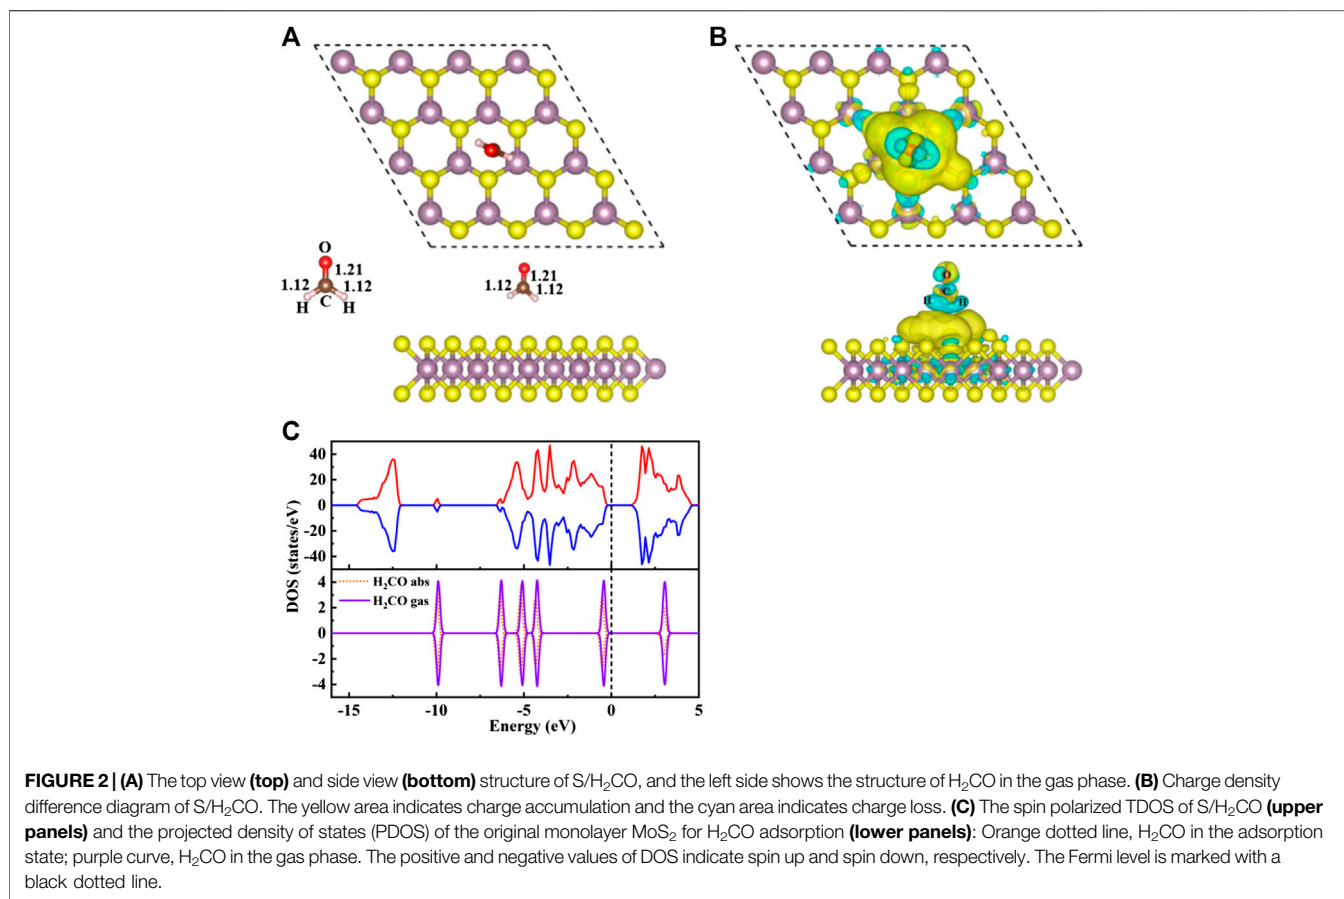 A
B
O
1.21
1.12
1.12
H
C
H
1.21
1.12
1.12
O
C
H
H
C
40
20
0
-20
-40
DOS (states/eV)
4
2
0
-2
-4
H₂CO abs
H₂CO gas
-15
-10
-5
0
5
Energy (eV)
FIGURE 2 | (A) The top view (top) and side view (bottom) structure of S/H₂CO, and the left side shows the structure of H₂CO in the gas phase. (B) Charge density
difference diagram of S/H₂CO. The yellow area indicates charge accumulation and the cyan area indicates charge loss. (C) The spin polarized TDOS of S/H₂CO (upper
panels) and the projected density of states (PDOS) of the original monolayer MoS₂ for H₂CO adsorption (lower panels): Orange dotted line, H₂CO in the adsorption
state; purple curve, H₂CO in the gas phase. The positive and negative values of DOS indicate spin up and spin down, respectively. The Fermi level is marked with a
black dotted line.